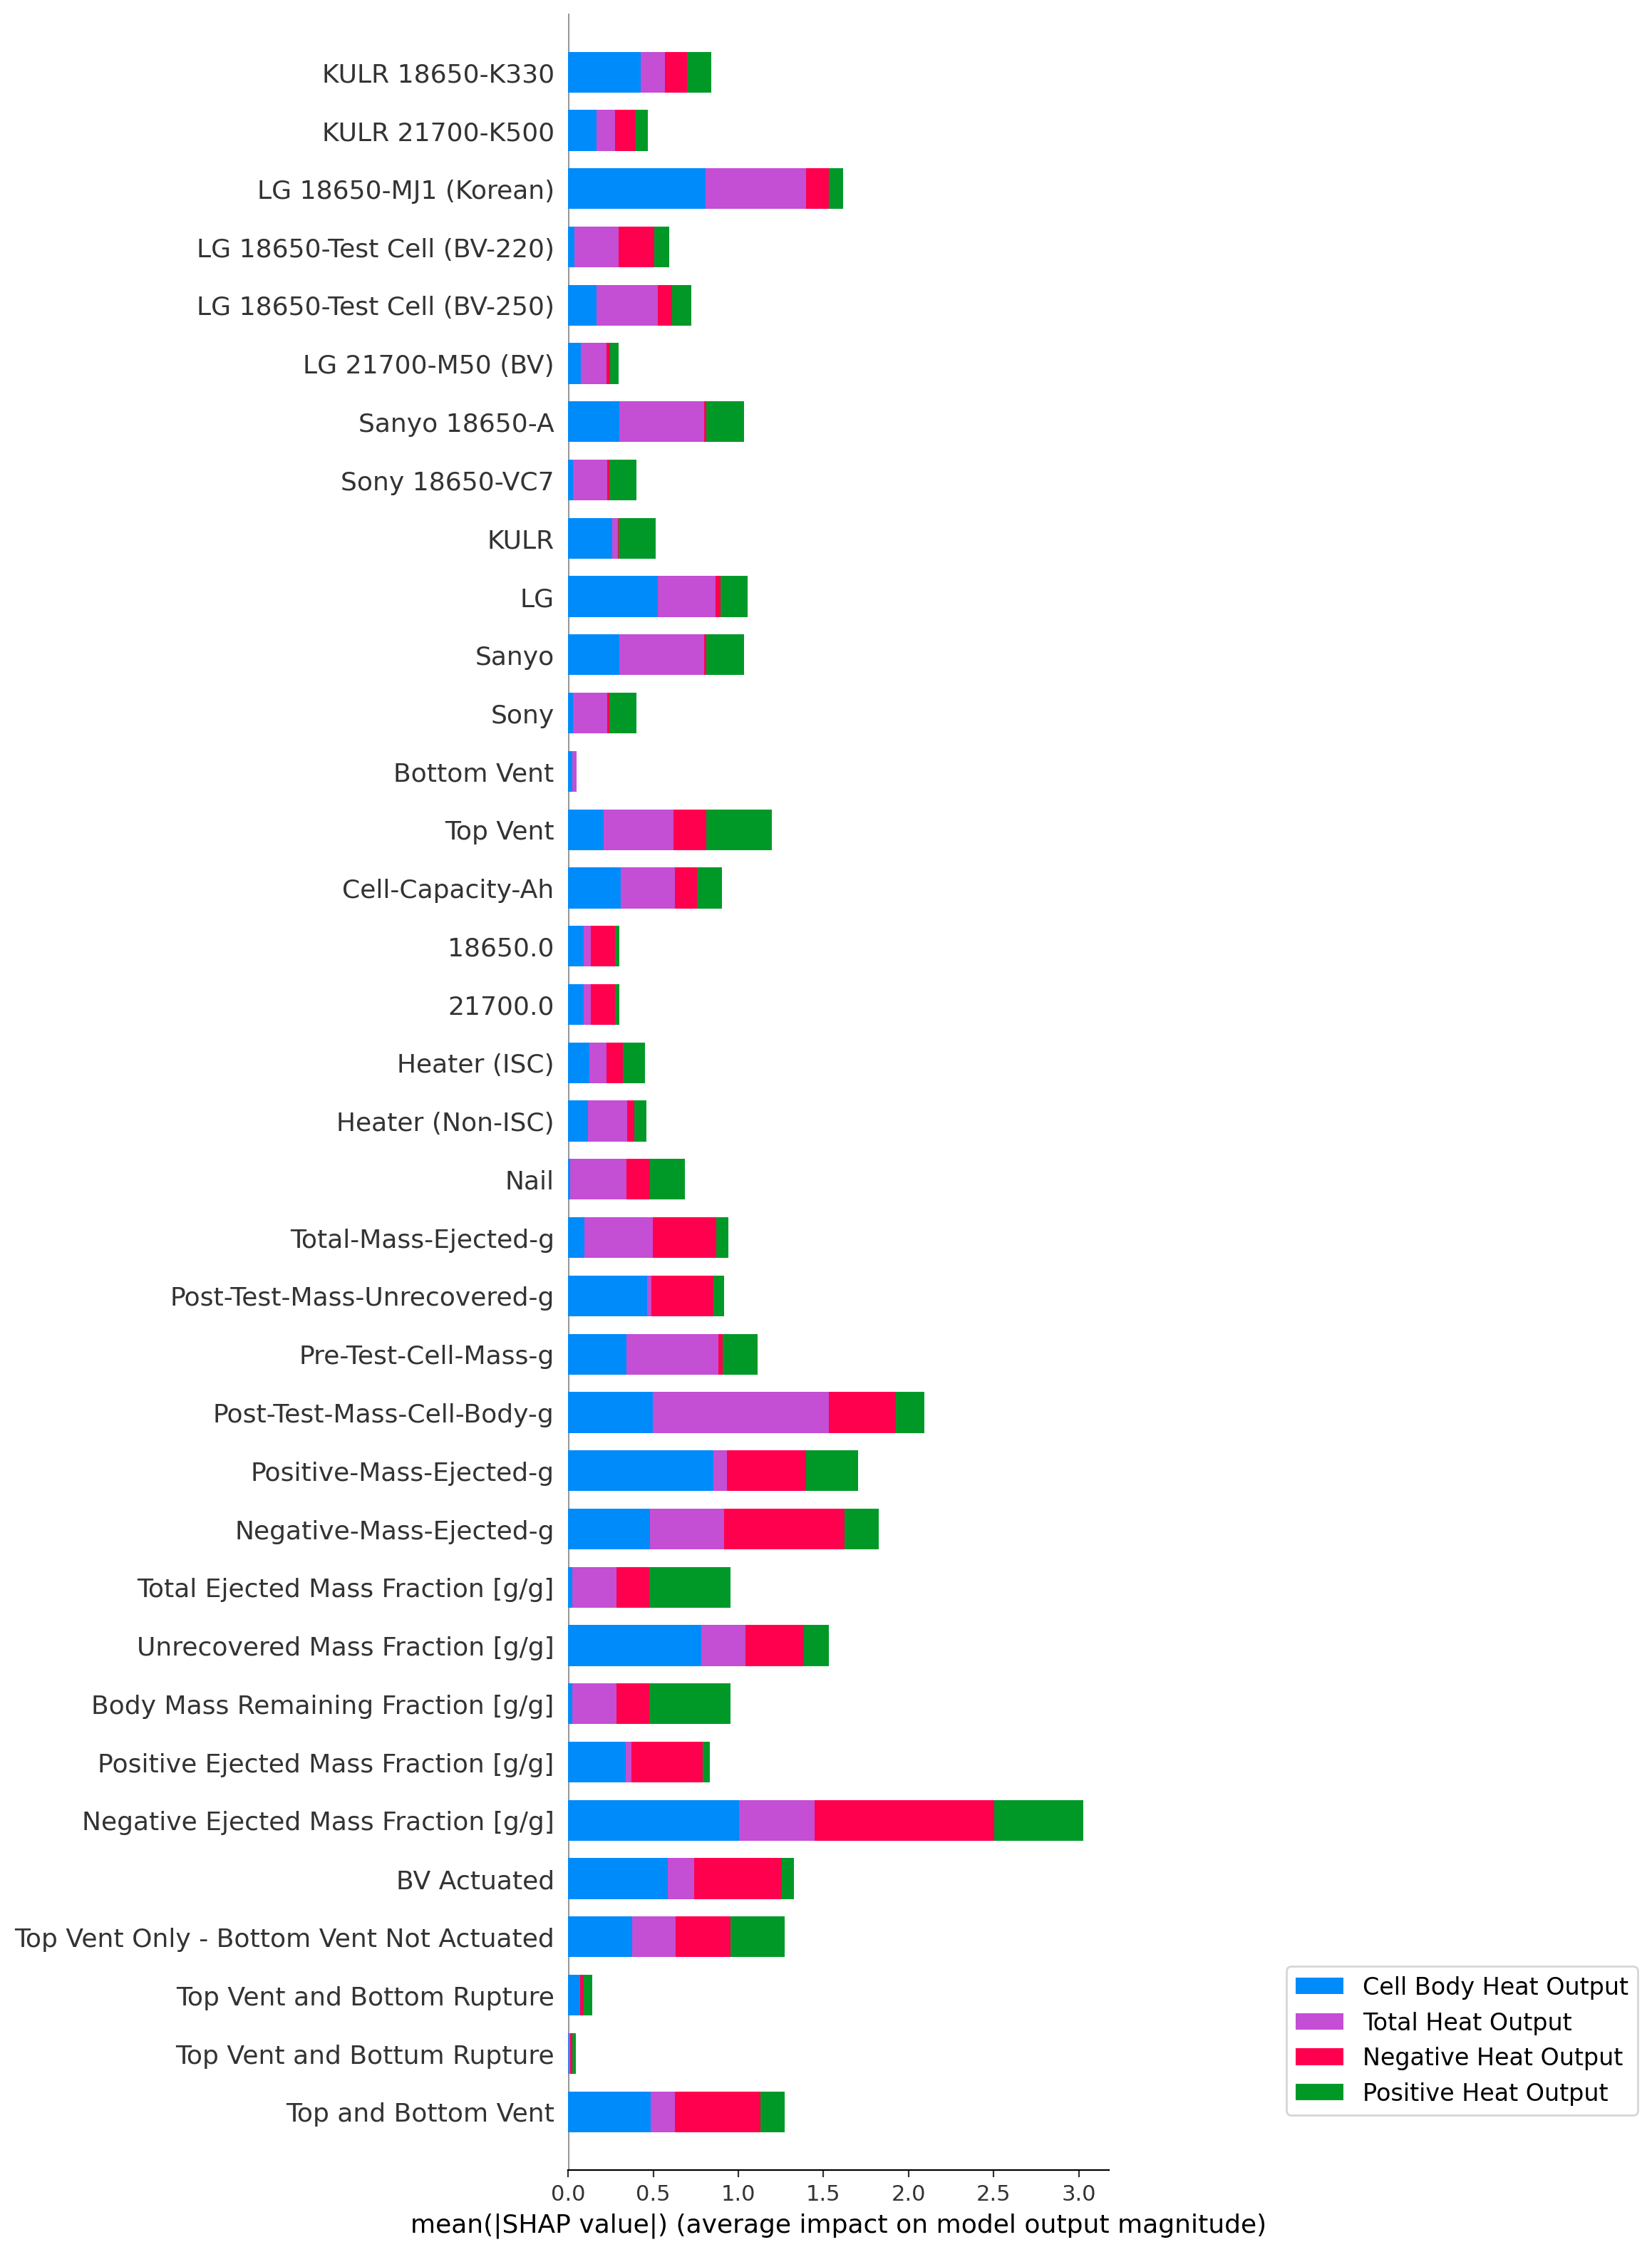 KULR 18650-K330
KULR 21700-K500
LG 18650-MJ1 (Korean)
LG 18650-Test Cell (BV-220)
LG 18650-Test Cell (BV-250)
LG 21700-M50 (BV)
Sanyo 18650-A
Sony 18650-VC7
KULR
LG
Sanyo
Sony
Bottom Vent
Top Vent
Cell-Capacity-Ah
18650.0
21700.0
Heater (ISC)
Heater (Non-ISC)
Nail
Total-Mass-Ejected-g
Post-Test-Mass-Unrecovered-g
Pre-Test-Cell-Mass-g
Post-Test-Mass-Cell-Body-g
Positive-Mass-Ejected-g
Negative-Mass-Ejected-g
Total Ejected Mass Fraction [g/g]
Unrecovered Mass Fraction [g/g]
Body Mass Remaining Fraction [g/g]
Positive Ejected Mass Fraction [g/g]
Negative Ejected Mass Fraction [g/g]
BV Actuated
Top Vent Only - Bottom Vent Not Actuated
Top Vent and Bottom Rupture
Top Vent and Bottum Rupture
Top and Bottom Vent
Cell Body Heat Output
Total Heat Output
Negative Heat Output
Positive Heat Output
0.0 0.5 1.0 1.5 2.0 2.5 3.0
mean(|SHAP value|) (average impact on model output magnitude)